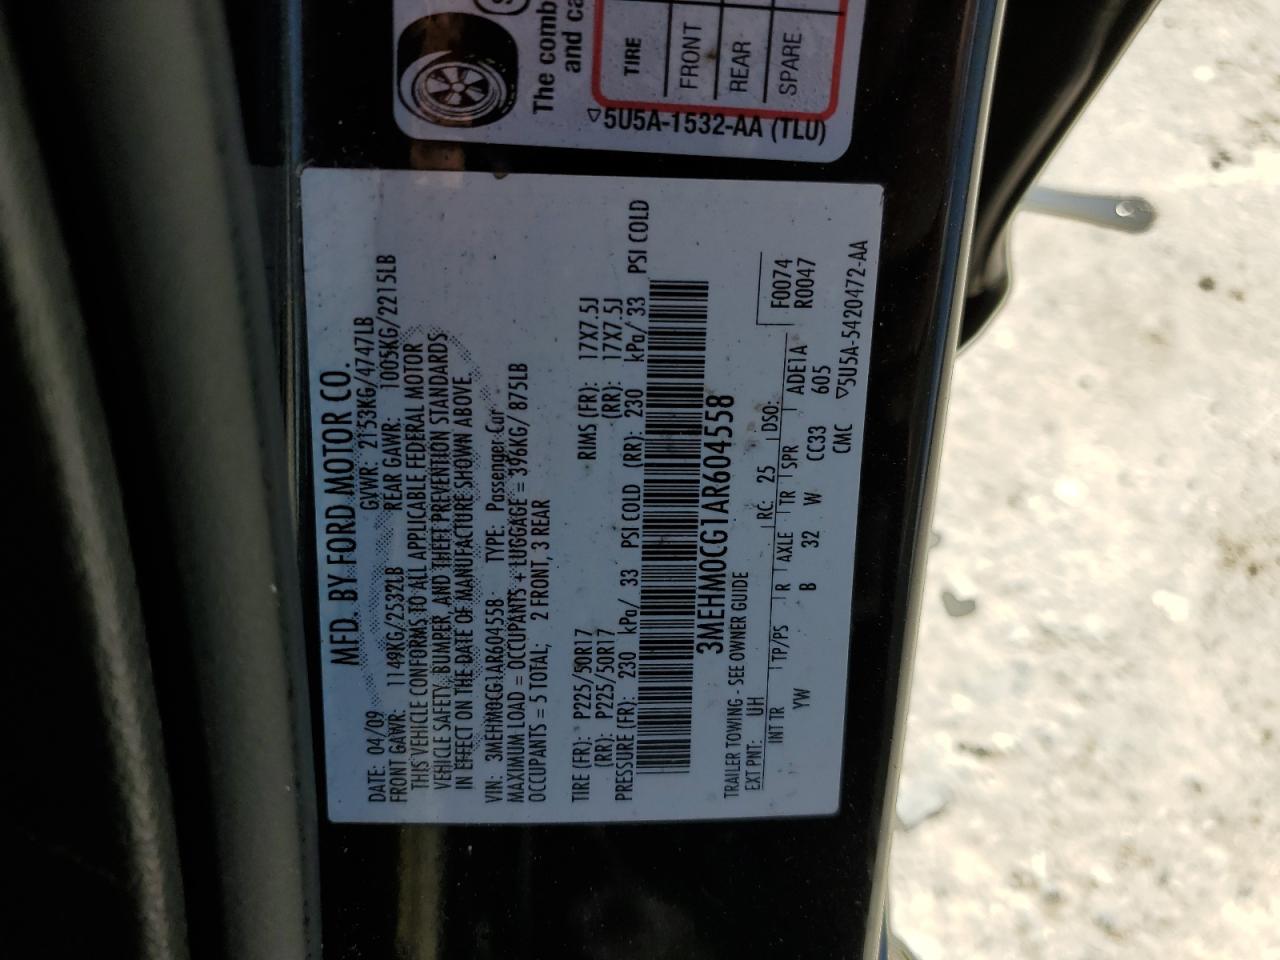 The comb
and ca
TIRE
FRONT
REAR
SPARE
5U5A-1532-AA (TLU)
MFD. BY FORD MOTOR CO.
DATE: 04/09 GVWR: 2153KG/4747LB
FRONT GAWR: 1148KG/2532LB REAR GAWR: 1005KG/2215LB
THIS VEHICLE CONFORMS TO ALL APPLICABLE FEDERAL MOTOR
VEHICLE SAFETY, BUMPER, AND THEFT PREVENTION STANDARDS
IN EFFECT ON THE DATE OF MANUFACTURE SHOWN ABOVE.
VIN: 3MEHM0CG1AR604558 TYPE: Passenger Car
MAXIMUM LOAD = OCCUPANTS + LUGGAGE = 396KG/ 875LB
OCCUPANTS = 5 TOTAL; 2 FRONT, 3 REAR
TIRE (FR): P225/50R17 RIMS (FR): 17X7.5J
(RR): P225/50R17 (RR): 17X7.5J
PRESSURE (FR): 230 kPa/ 33 PSI COLD (RR): 230 kPa/ 33 PSI COLD
3MEHM0CG1AR604558
TRAILER TOWING - SEE OWNER GUIDE
EXT PNT: UH RC: 25 DSO: F0074
INT TR TP/PS R AXLE TR SPR ADE1A R0047
YW B 32 W CC33 605
CMC 5U5A-5420472-AA